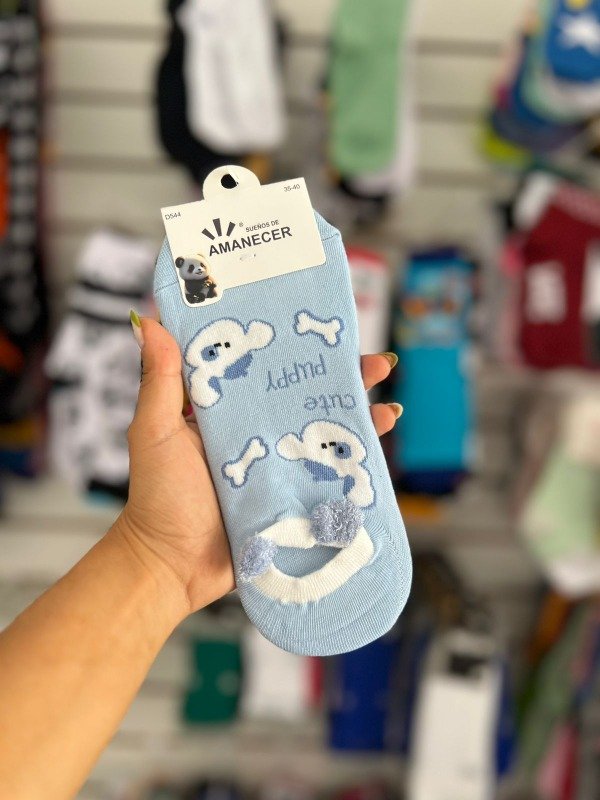 D544
35-40
®
SUEÑOS DE
AMANECER
cute
puppy